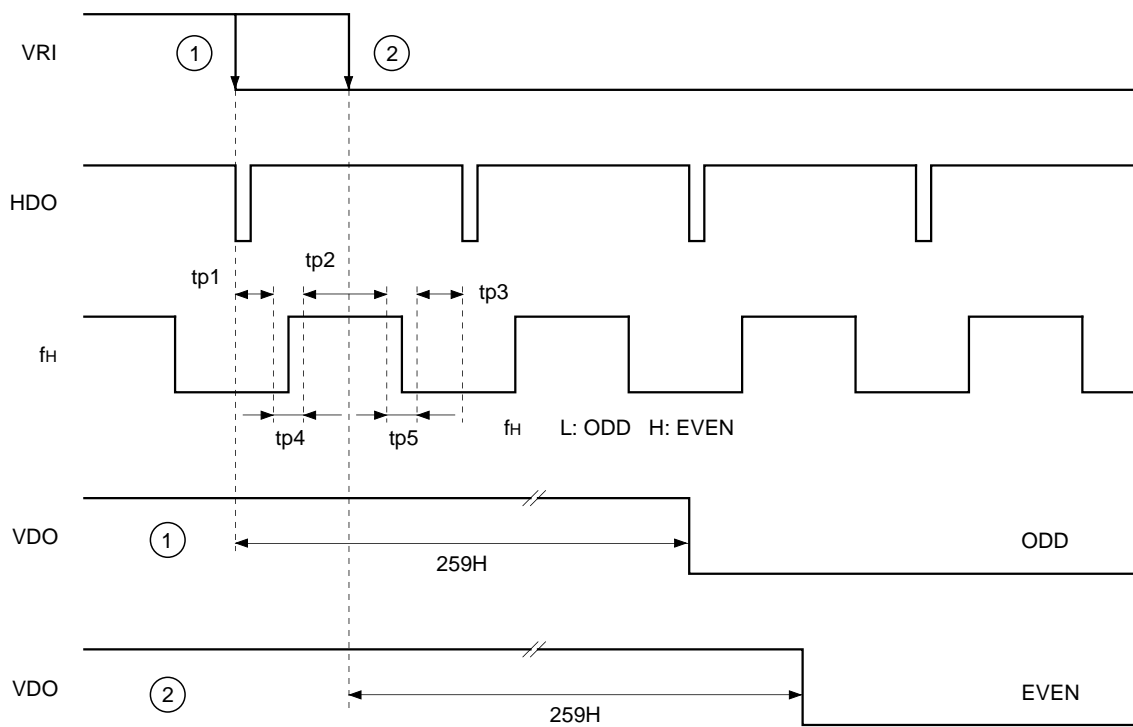 VRI
1
2
HDO
tp1
tp2
tp3
fH
tp4
tp5
fH L: ODD H: EVEN
VDO
1
259H
ODD
VDO
2
259H
EVEN